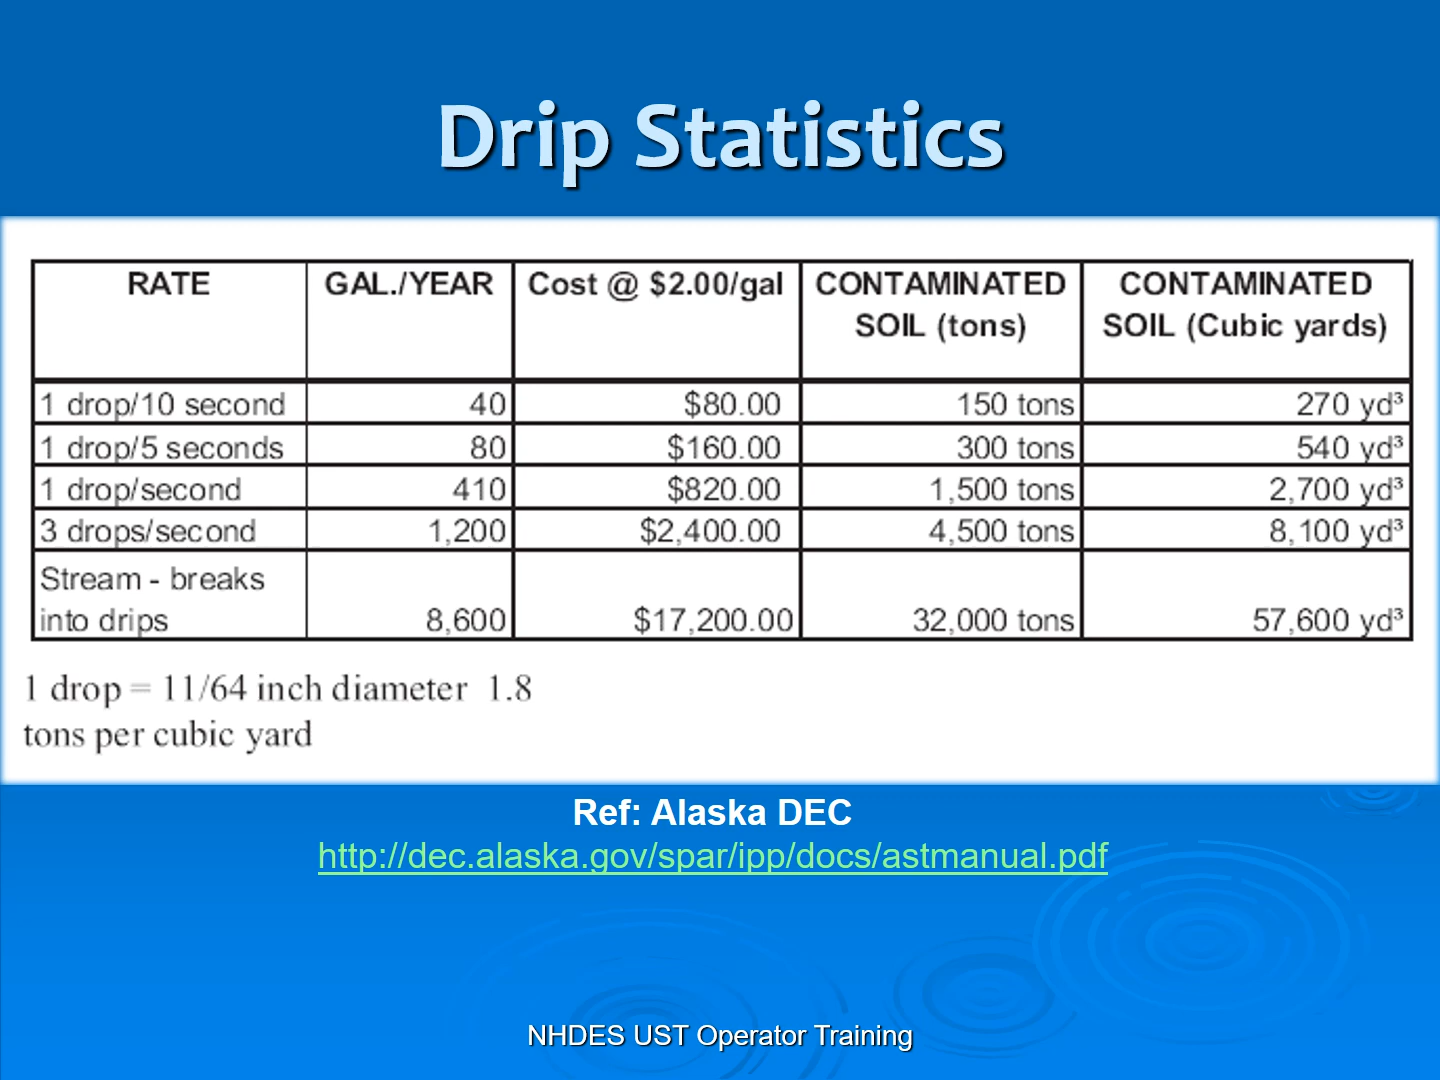 Drip Statistics
RATE GAL./YEAR Cost @ $2.00/gal CONTAMINATED SOIL (tons) CONTAMINATED SOIL (Cubic yards)
1 drop/10 second 40 $80.00 150 tons 270 yd³
1 drop/5 seconds 80 $160.00 300 tons 540 yd³
1 drop/second 410 $820.00 1,500 tons 2,700 yd³
3 drops/second 1,200 $2,400.00 4,500 tons 8,100 yd³
Stream - breaks into drips 8,600 $17,200.00 32,000 tons 57,600 yd³
1 drop = 11/64 inch diameter 1.8
tons per cubic yard
Ref: Alaska DEC
http://dec.alaska.gov/spar/ipp/docs/astmanual.pdf
NHDES UST Operator Training